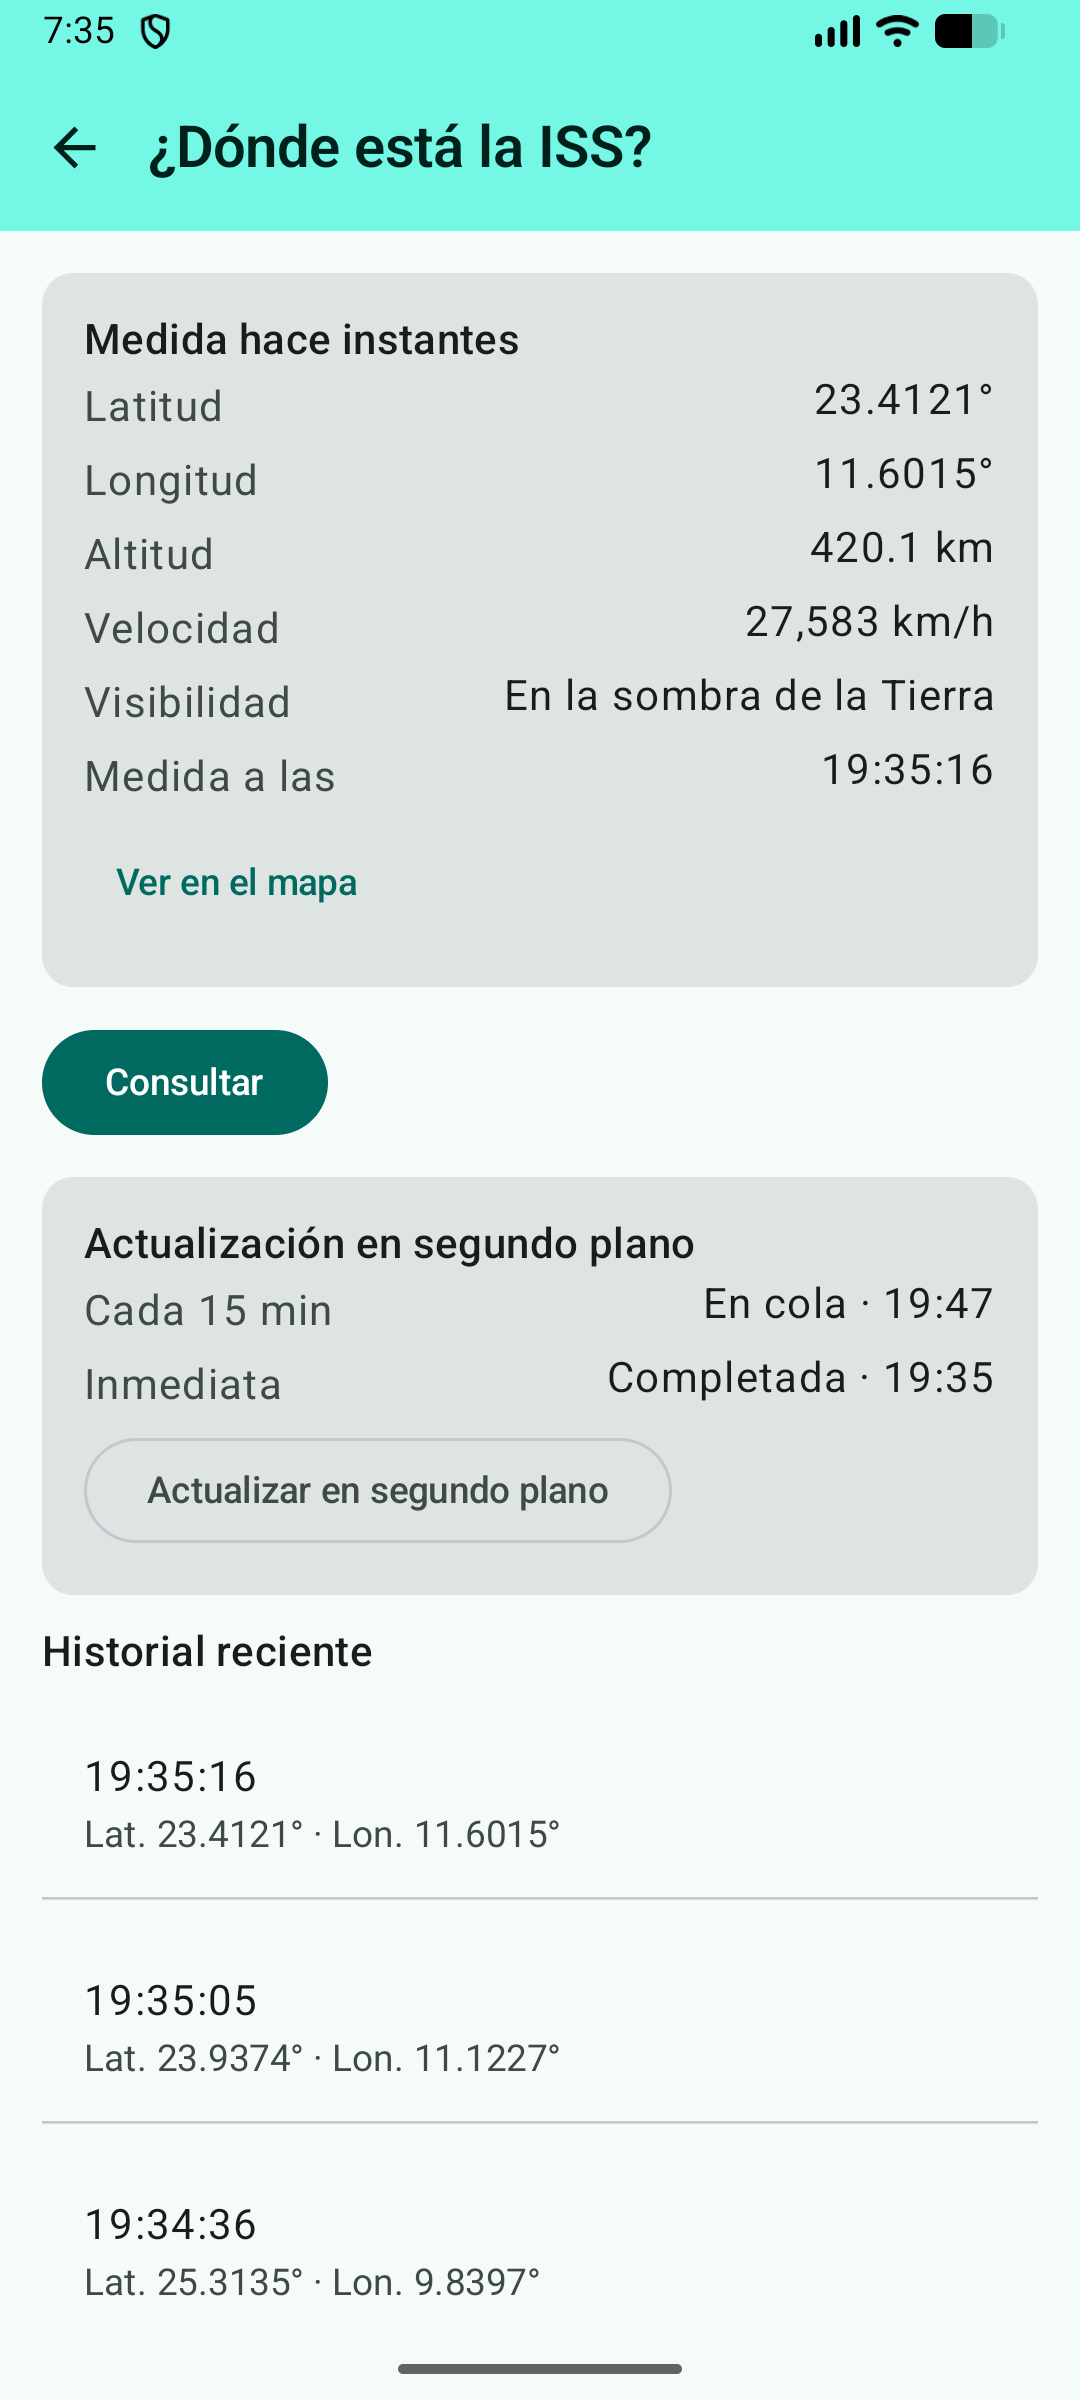 7:35
¿Dónde está la ISS?
Medida hace instantes
Latitud 23.4121°
Longitud 11.6015°
Altitud 420.1 km
Velocidad 27,583 km/h
Visibilidad En la sombra de la Tierra
Medida a las 19:35:16
Ver en el mapa
Consultar
Actualización en segundo plano
Cada 15 min En cola · 19:47
Inmediata Completada · 19:35
Actualizar en segundo plano
Historial reciente
19:35:16
Lat. 23.4121° · Lon. 11.6015°
19:35:05
Lat. 23.9374° · Lon. 11.1227°
19:34:36
Lat. 25.3135° · Lon. 9.8397°